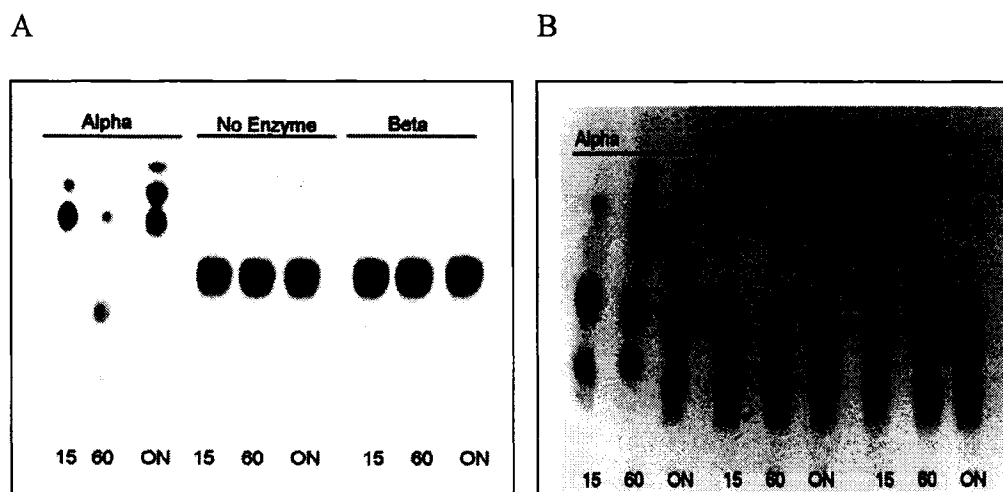 A
B
Alpha No Enzyme Beta
15 60 ON 15 60 ON 15 60 ON
Alpha
15 60 ON 15 60 ON 15 60 ON